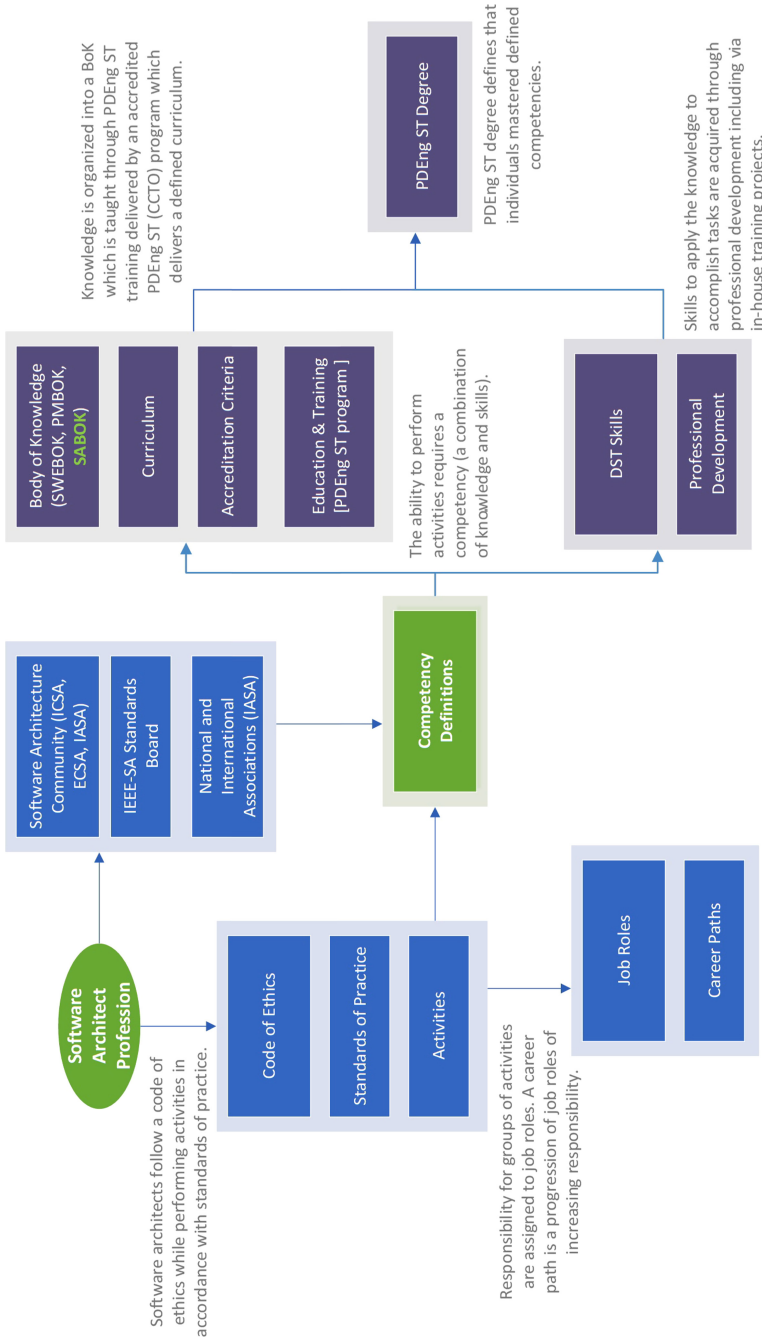 Software
Architect
Profession
Software architects follow a code of
ethics while performing activities in
accordance with standards of practice.
Code of Ethics
Standards of Practice
Activities
Responsibility for groups of activities
are assigned to job roles. A career
path is a progression of job roles of
increasing responsibility.
Job Roles
Career Paths
Software Architecture
Community (ICSA,
ECSA, IASA)
IEEE-SA Standards
Board
National and
International
Associations (IASA)
Competency
Definitions
The ability to perform
activities requires a
competency (a combination
of knowledge and skills).
Body of Knowledge
(SWEBOK, PMBOK,
SABOK)
Curriculum
Accreditation Criteria
Education & Training
[PDEng ST program ]
Knowledge is organized into a BoK
which is taught through PDEng ST
training delivered by an accredited
PDEng ST (CCTO) program which
delivers a defined curriculum.
DST Skills
Professional
Development
Skills to apply the knowledge to
accomplish tasks are acquired through
professional development including via
in-house training projects.
PDEng ST Degree
PDEng ST degree defines that
individuals mastered defined
competencies.